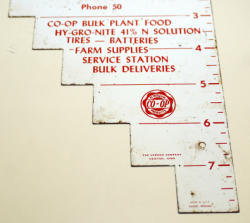 Phone 50
3
CO-OP BULK PLANT FOOD
HY-GRO-NITE 41% N SOLUTION
TIRES — BATTERIES
4
FARM SUPPLIES
SERVICE STATION
BULK DELIVERIES
5
CO-OP
6
7